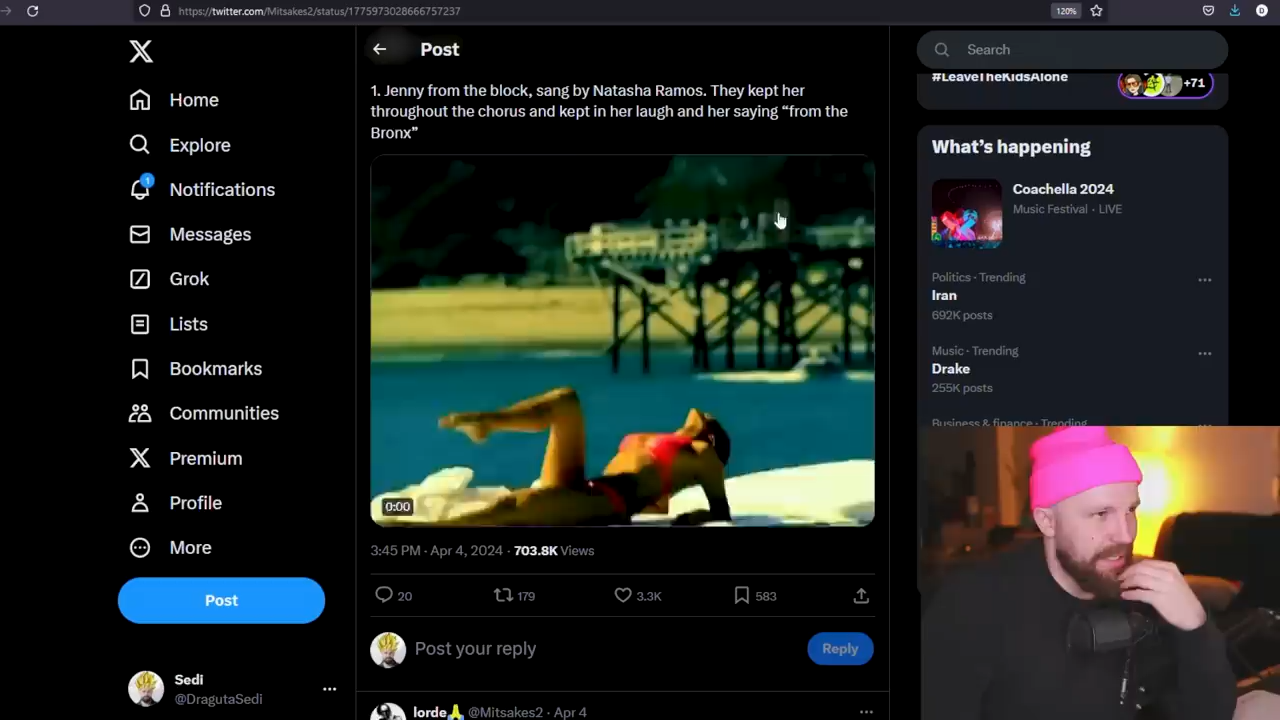 https://twitter.com/Mitsakes2/status/1775973028666757237
120%
D
Home
Explore
1
Notifications
Messages
Grok
Lists
Bookmarks
Communities
Premium
Profile
More
Post
Sedi
@DragutaSedi
Post
1. Jenny from the block, sang by Natasha Ramos. They kept her
throughout the chorus and kept in her laugh and her saying “from the
Bronx”
0:00
3:45 PM · Apr 4, 2024 · 703.8K Views
20
179
3.3K
583
Post your reply
Reply
lorde🙏 @Mitsakes2 · Apr 4
Search
#LeaveTheKidsAlone
+71
What’s happening
Coachella 2024
Music Festival · LIVE
Politics · Trending
Iran
692K posts
Music · Trending
Drake
255K posts
Business & finance · Trending